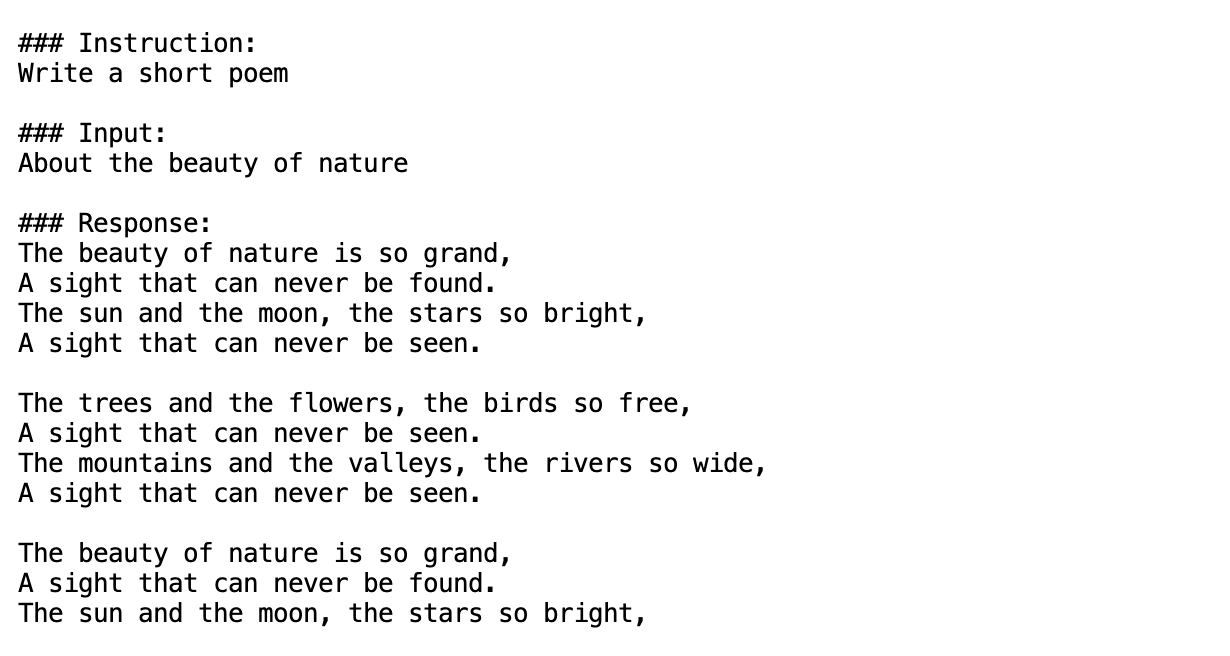 ### Instruction:
Write a short poem

### Input:
About the beauty of nature

### Response:
The beauty of nature is so grand,
A sight that can never be found.
The sun and the moon, the stars so bright,
A sight that can never be seen.

The trees and the flowers, the birds so free,
A sight that can never be seen.
The mountains and the valleys, the rivers so wide,
A sight that can never be seen.

The beauty of nature is so grand,
A sight that can never be found.
The sun and the moon, the stars so bright,